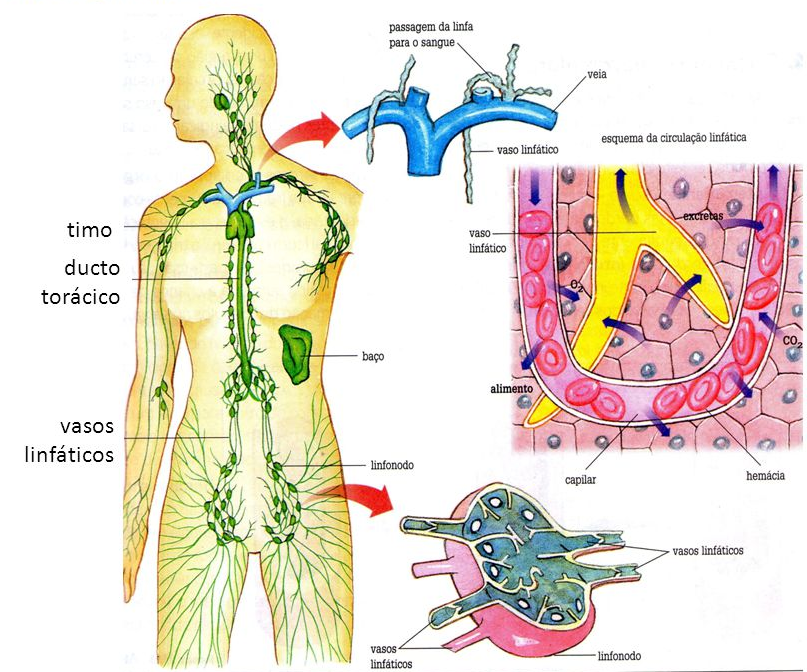 passagem da linfa
para o sangue
veia
vaso linfático
esquema da circulação linfática
timo
ducto
torácico
baço
vasos
linfáticos
linfonodo
vaso
linfático
excretas
O2
CO2
alimento
capilar
hemácia
vasos linfáticos
vasos
linfáticos
linfonodo